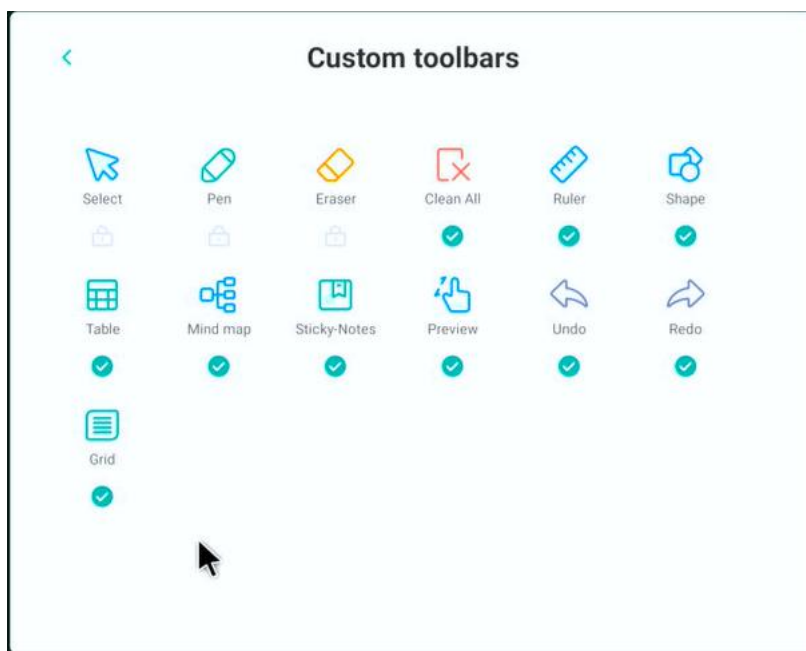 Custom toolbars
Select Pen Eraser Clean All Ruler Shape
Table Mind map Sticky-Notes Preview Undo Redo
Grid